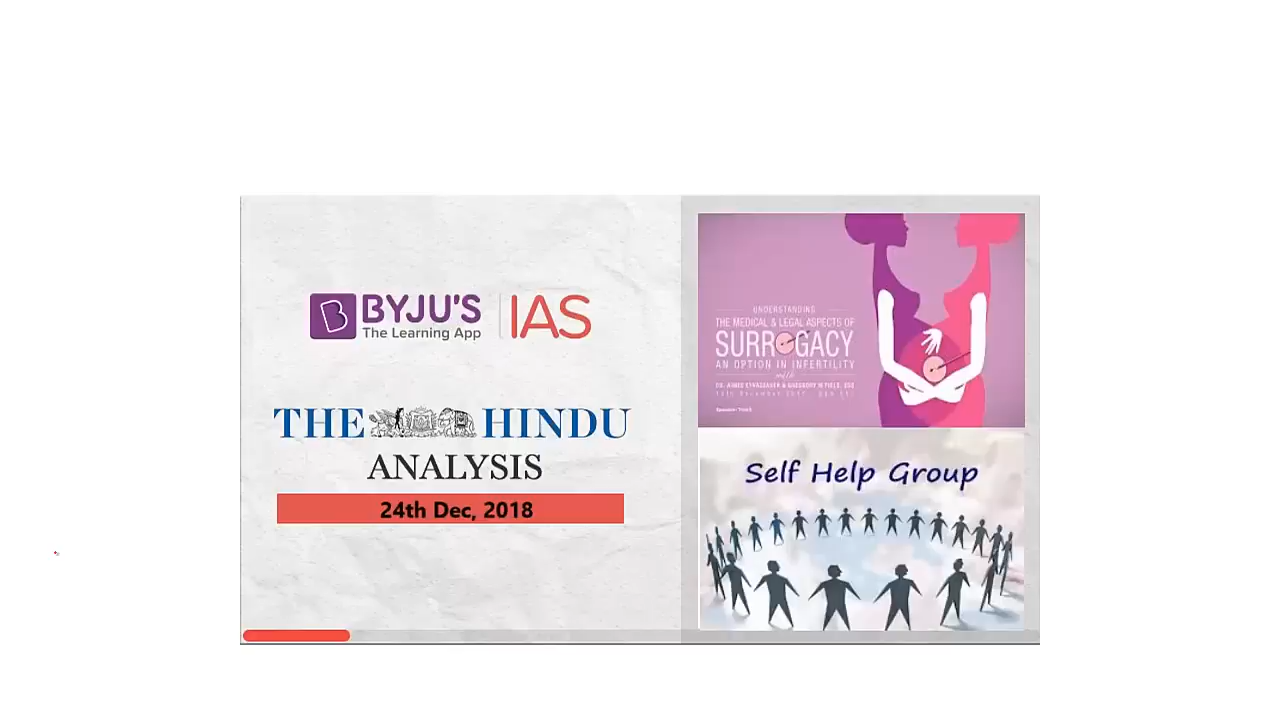 BYJU'S
The Learning App
IAS
THE HINDU
ANALYSIS
24th Dec, 2018
UNDERSTANDING
THE MEDICAL & LEGAL ASPECTS OF
SURROGACY
AN OPTION IN INFERTILITY
with
Self Help Group